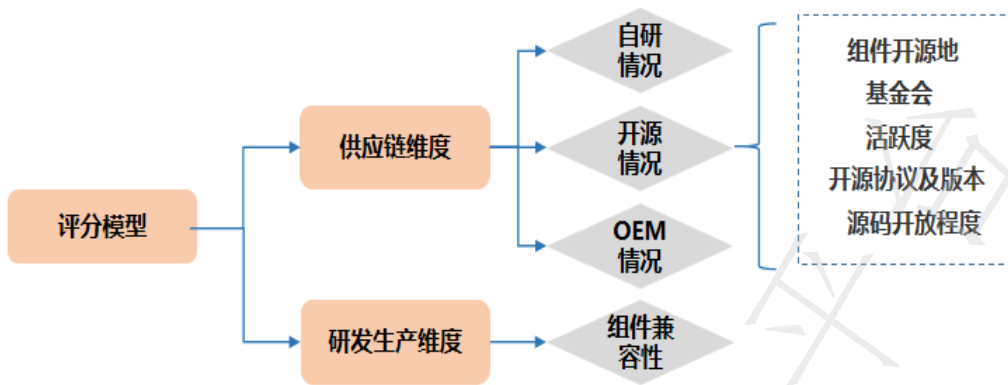 评分模型
供应链维度
研发生产维度
自研
情况
开源
情况
OEM
情况
组件兼
容性
组件开源地
基金会
活跃度
开源协议及版本
源码开放程度